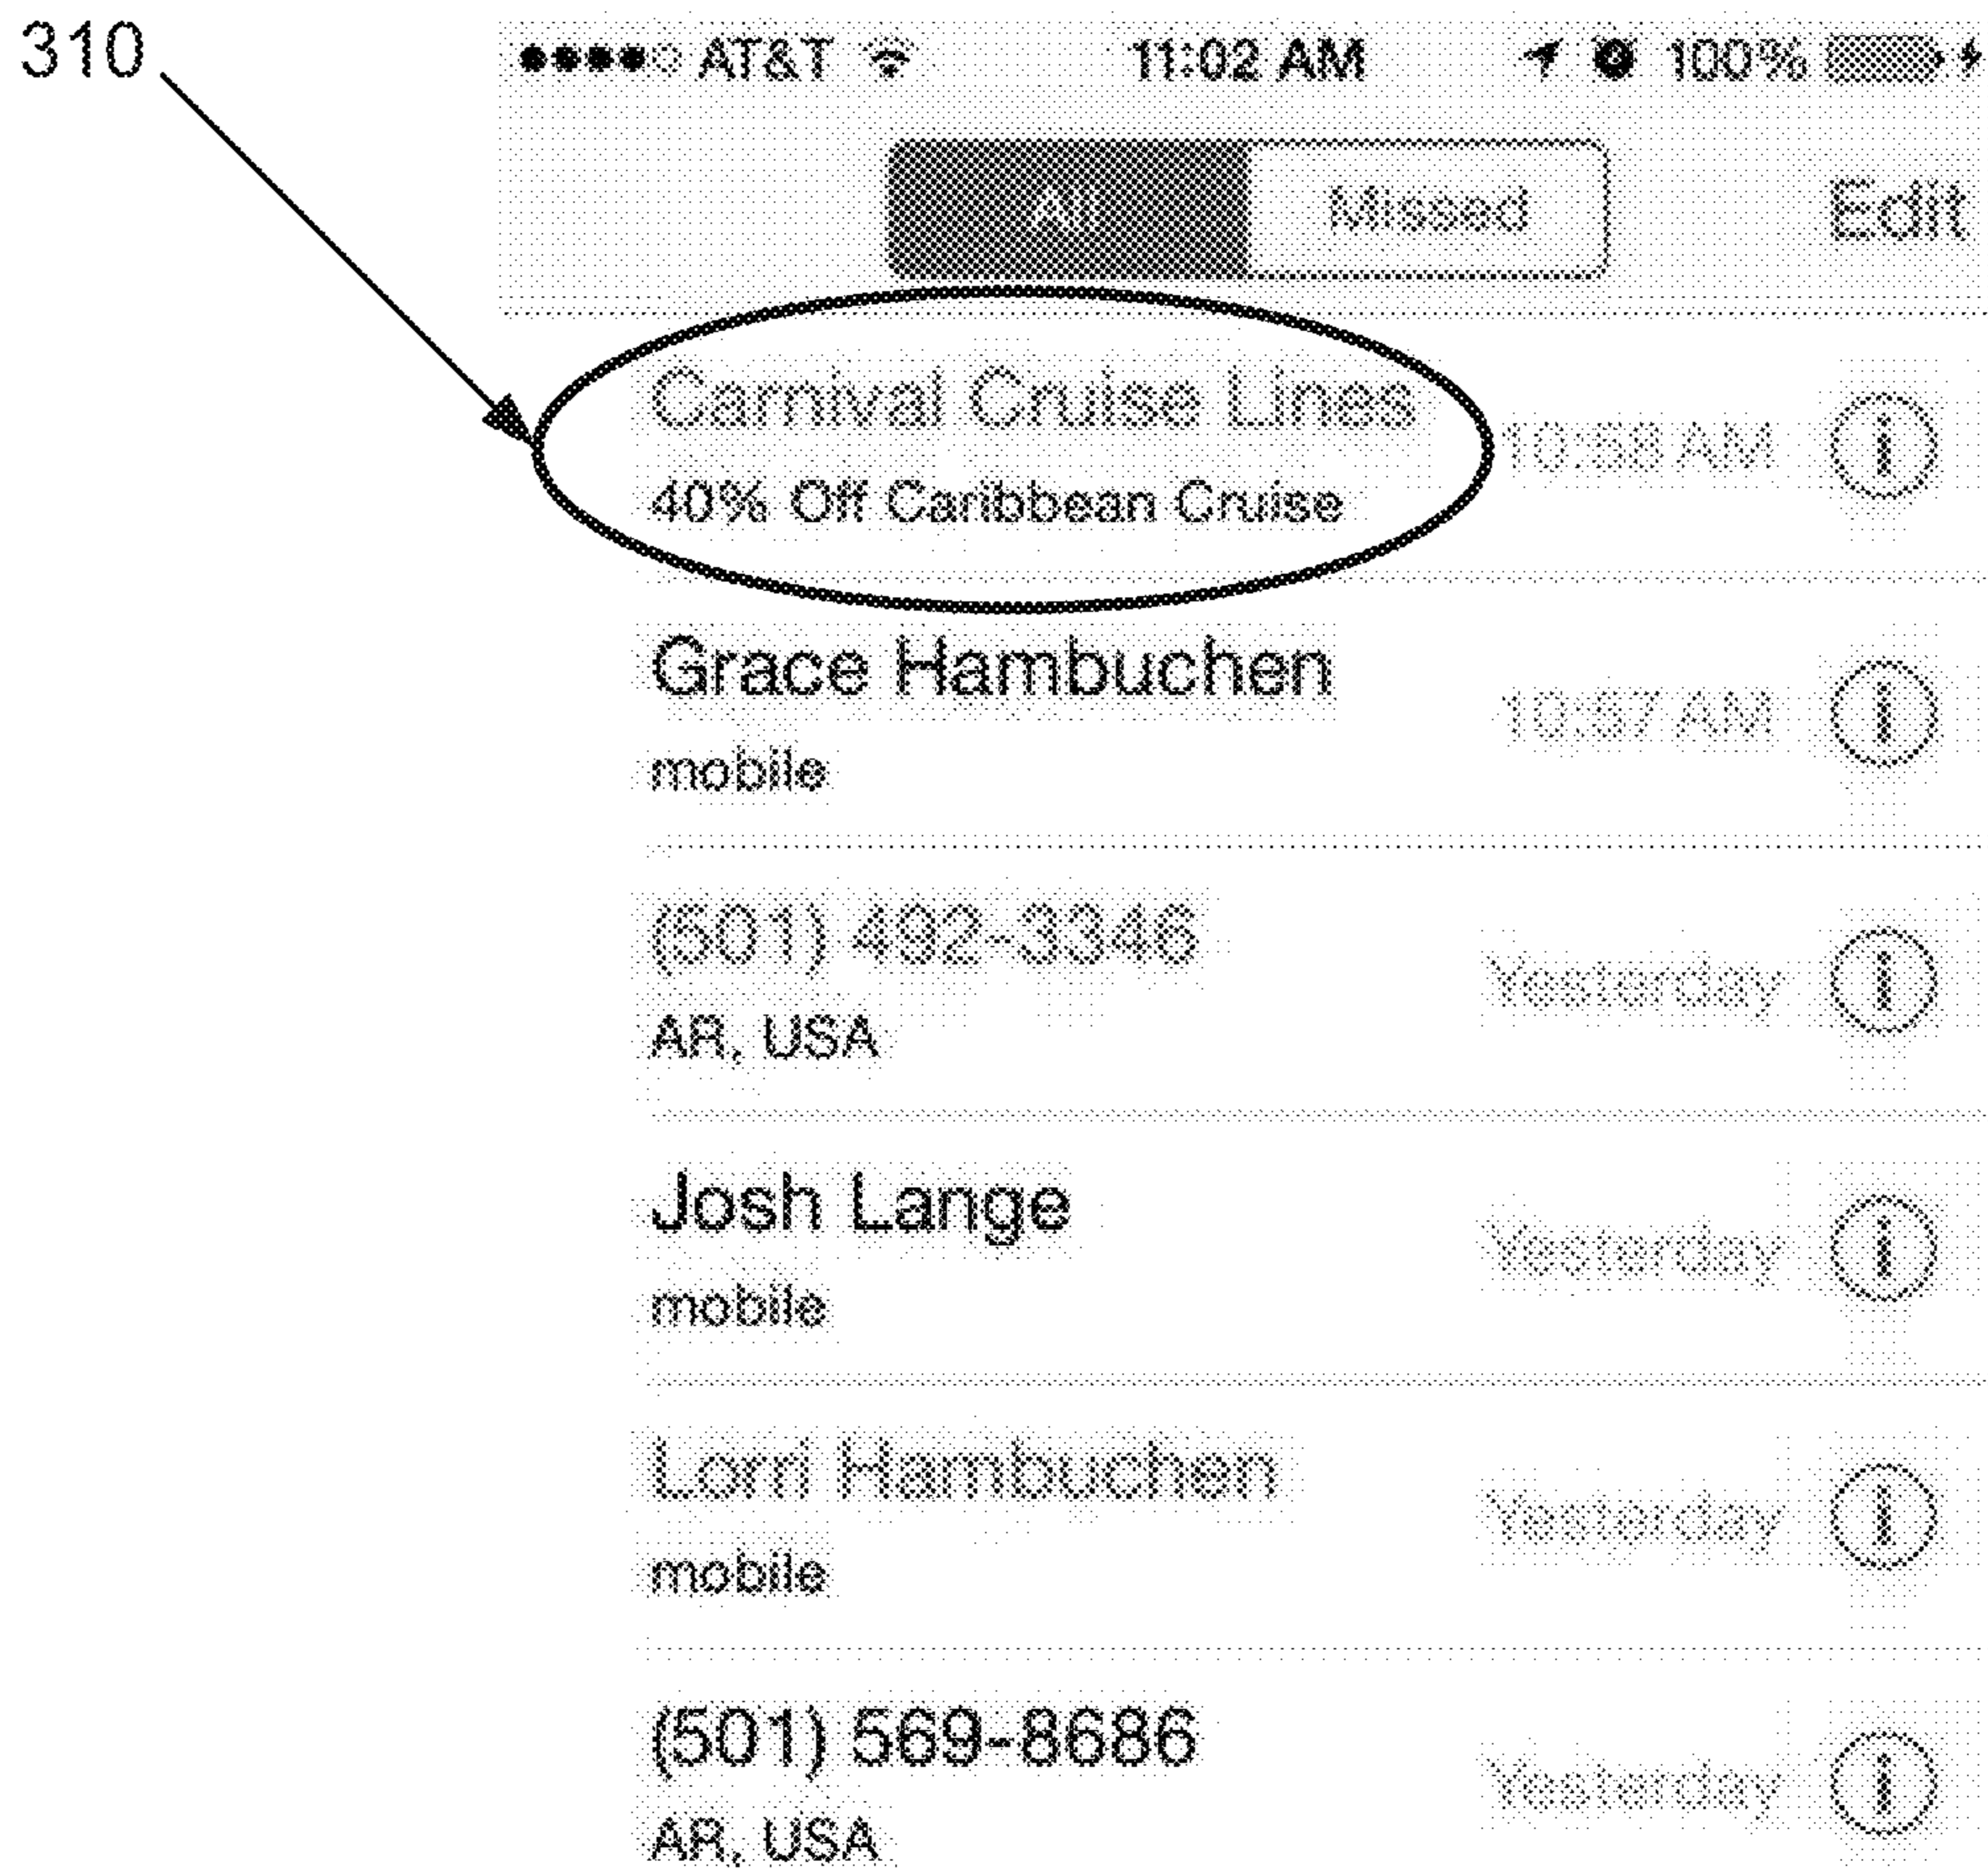 310
AT&T 11:02 AM 100%
All Missed Edit
Carnival Cruise Lines
40% Off Caribbean Cruise
10:58 AM
Grace Hambuchen
mobile
10:57 AM
(501) 492-3346
AR, USA
Yesterday
Josh Lange
mobile
Yesterday
Lorri Hambuchen
mobile
Yesterday
(501) 569-8686
AR, USA
Yesterday